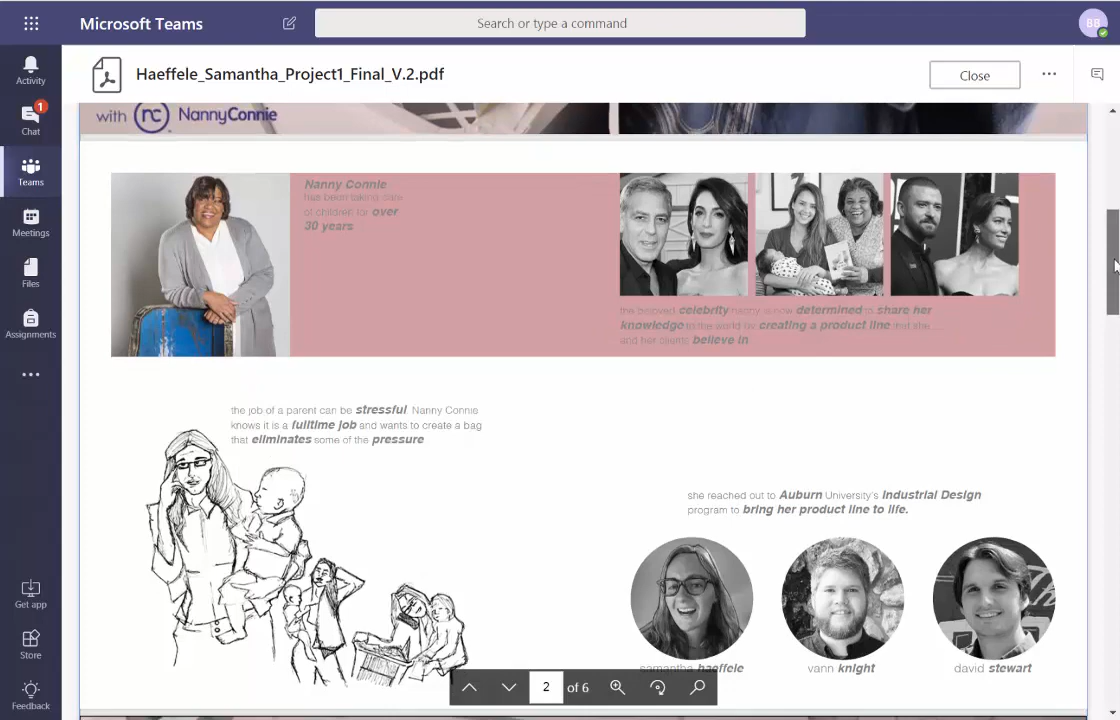 Microsoft Teams
Search or type a command
BB
Activity
Haeffele_Samantha_Project1_Final_V.2.pdf
Close
1
Chat
with nc NannyConnie
Teams
Nanny Connie
has been taking care
of children for over
30 years
Meetings
Files
Assignments
the beloved celebrity nanny is now determined to share her
knowledge to the world by creating a product line that she
and her clients believe in
the job of a parent can be stressful. Nanny Connie
knows it is a fulltime job and wants to create a bag
that eliminates some of the pressure
she reached out to Auburn University's Industrial Design
program to bring her product line to life.
Get app
Store
Feedback
samantha haeffele
vann knight
david stewart
2 of 6